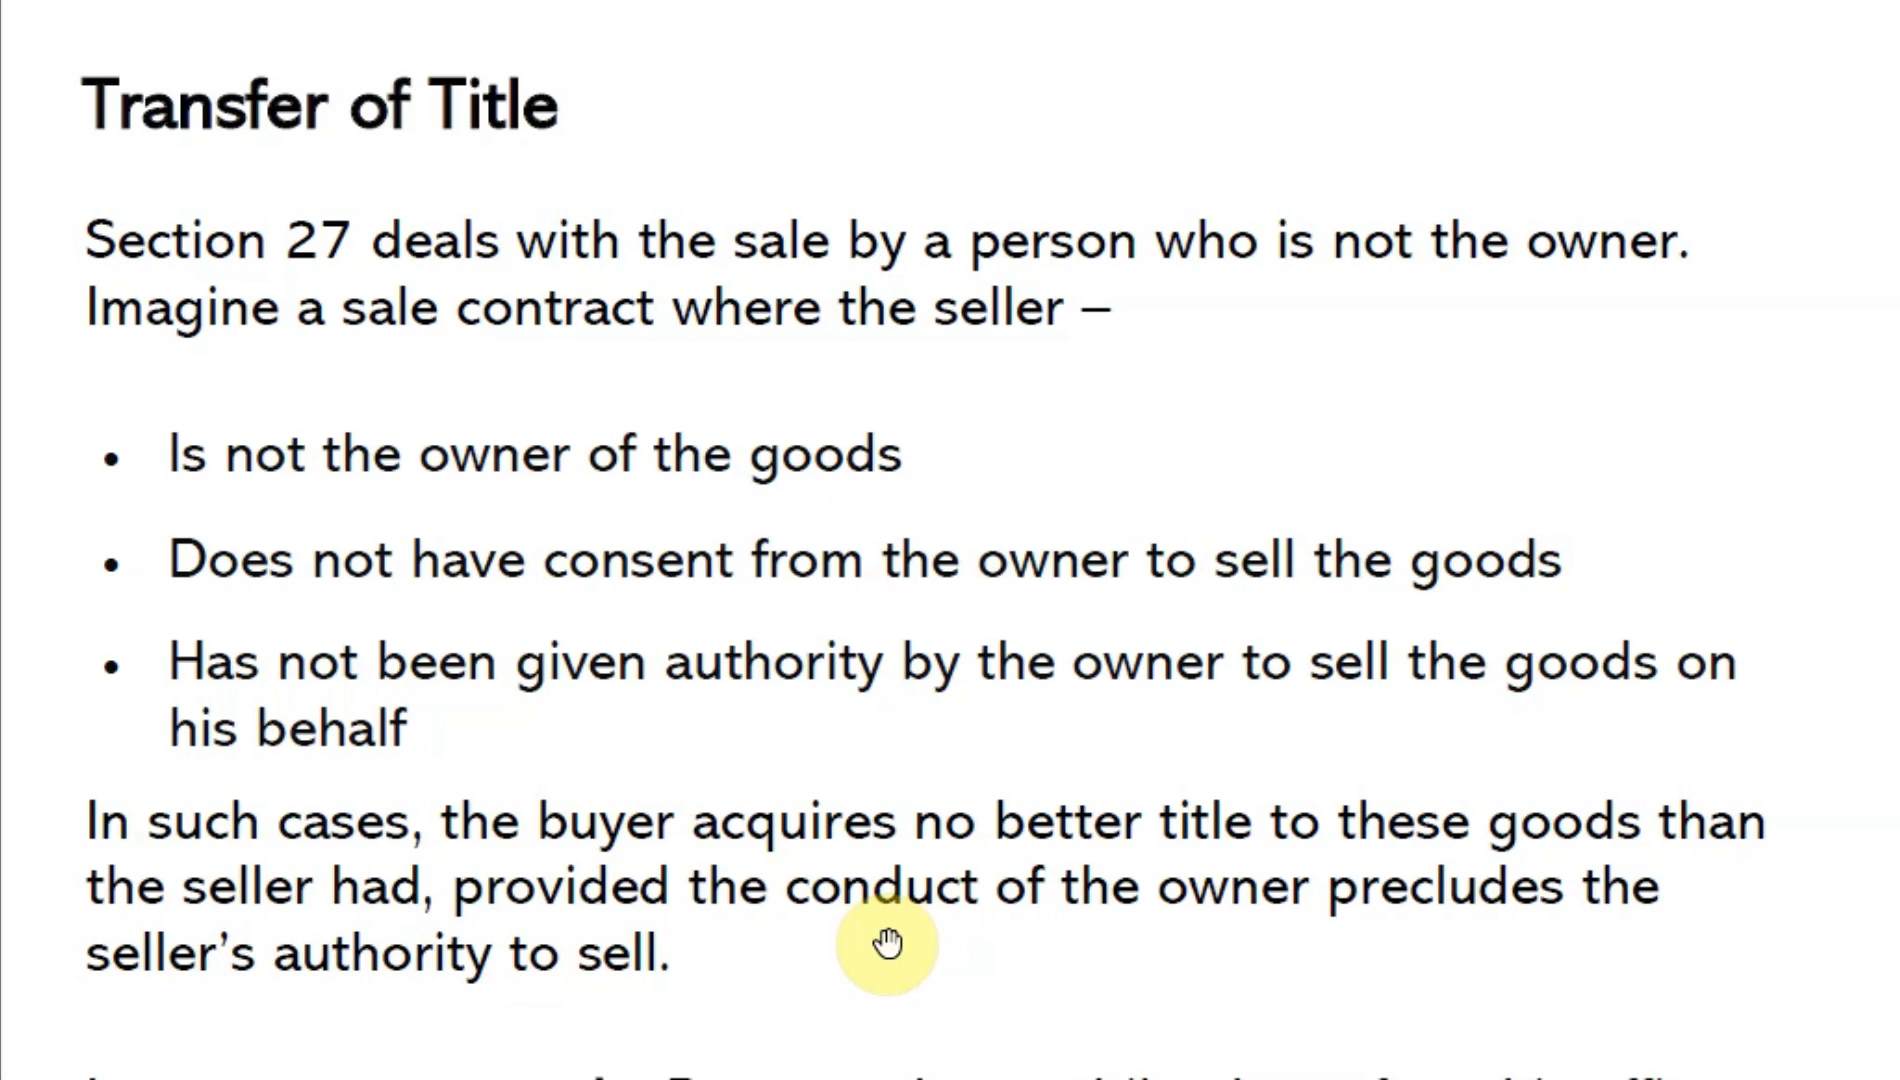 Transfer of Title
Section 27 deals with the sale by a person who is not the owner.
Imagine a sale contract where the seller –
• Is not the owner of the goods
• Does not have consent from the owner to sell the goods
• Has not been given authority by the owner to sell the goods on
his behalf
In such cases, the buyer acquires no better title to these goods than
the seller had, provided the conduct of the owner precludes the
seller’s authority to sell.